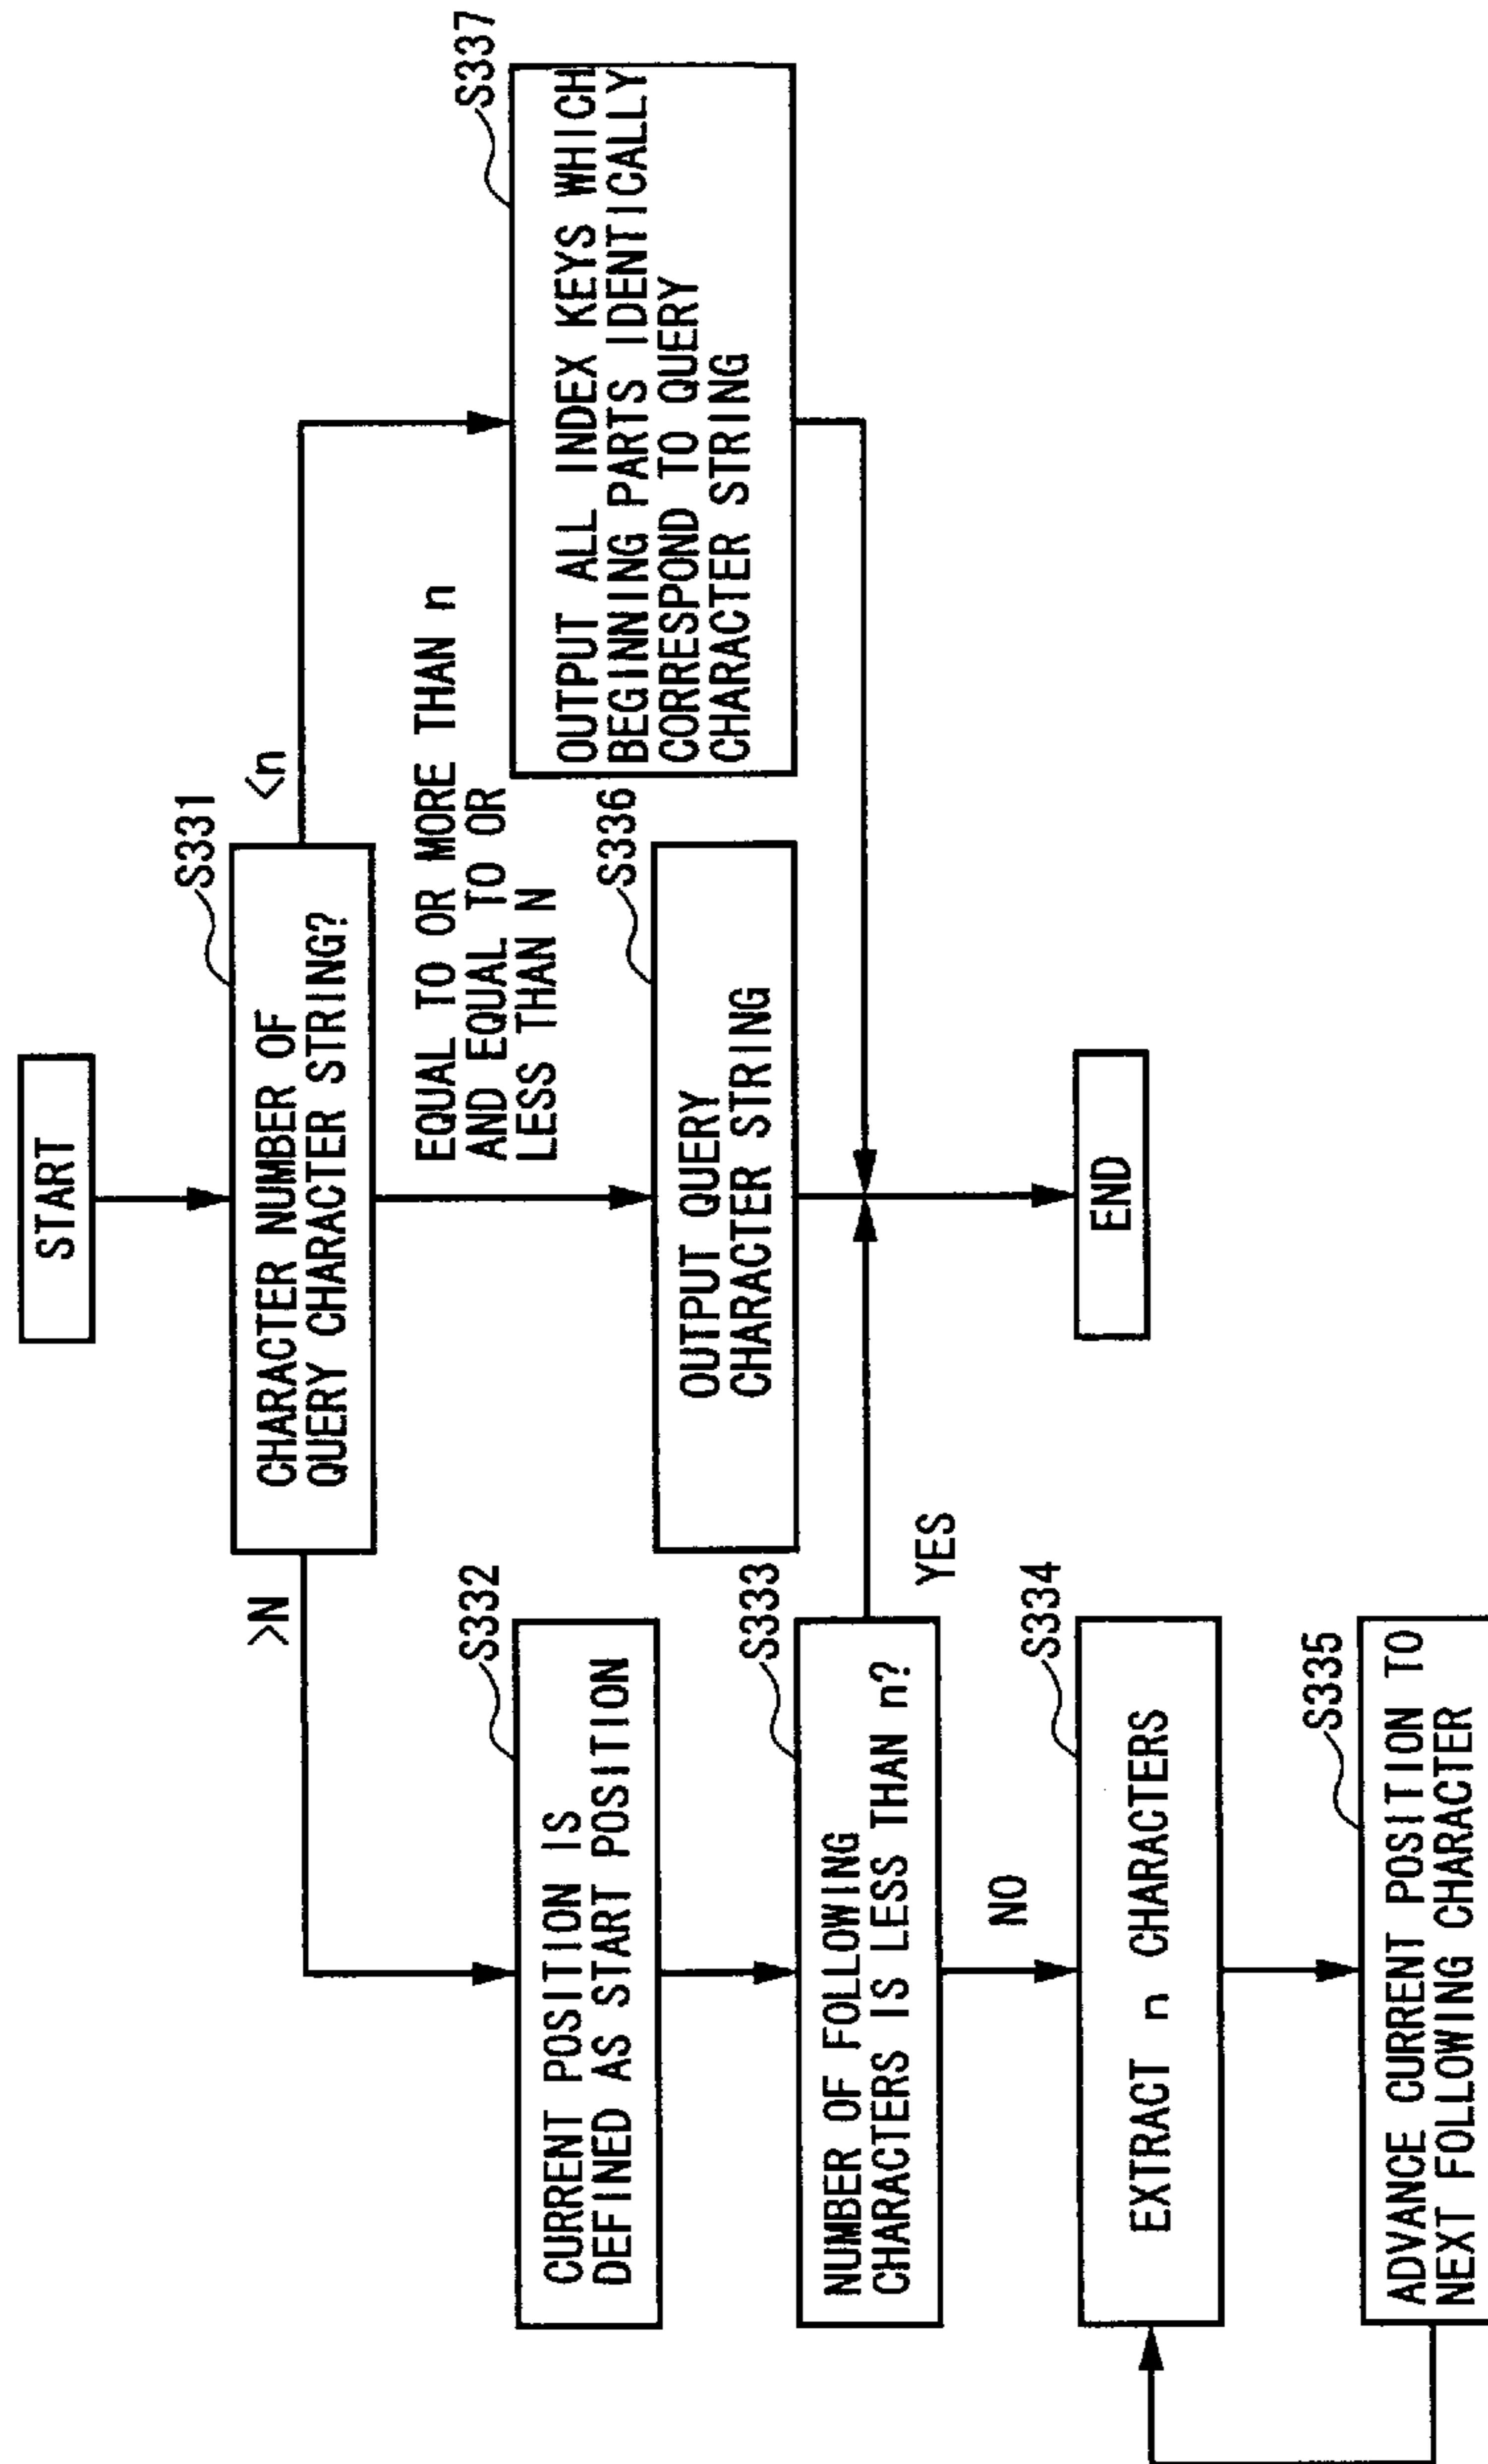 START
S331
CHARACTER NUMBER OF
QUERY CHARACTER STRING?
>N
<n
EQUAL TO OR MORE THAN n
AND EQUAL TO OR
LESS THAN N
S332
CURRENT POSITION IS
DEFINED AS START POSITION
S336
OUTPUT QUERY
CHARACTER STRING
S337
OUTPUT ALL INDEX KEYS WHICH
BEGINNING PARTS IDENTICALLY
CORRESPOND TO QUERY
CHARACTER STRING
S333
NUMBER OF FOLLOWING
CHARACTERS IS LESS THAN n?
YES
NO
S334
EXTRACT n CHARACTERS
END
S335
ADVANCE CURRENT POSITION TO
NEXT FOLLOWING CHARACTER